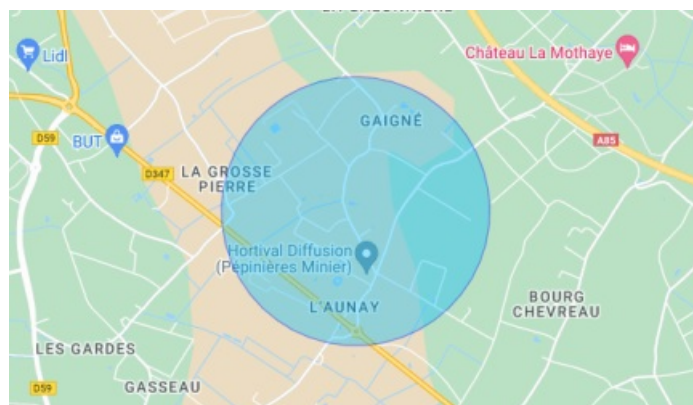 Lidl
Château La Mothaye
GAIGNÉ
D59
BUT
A85
D347
LA GROSSE
PIERRE
Hortival Diffusion
(Pépinières Minier)
L'AUNAY
BOURG
CHEVREAU
LES GARDES
D59
GASSEAU